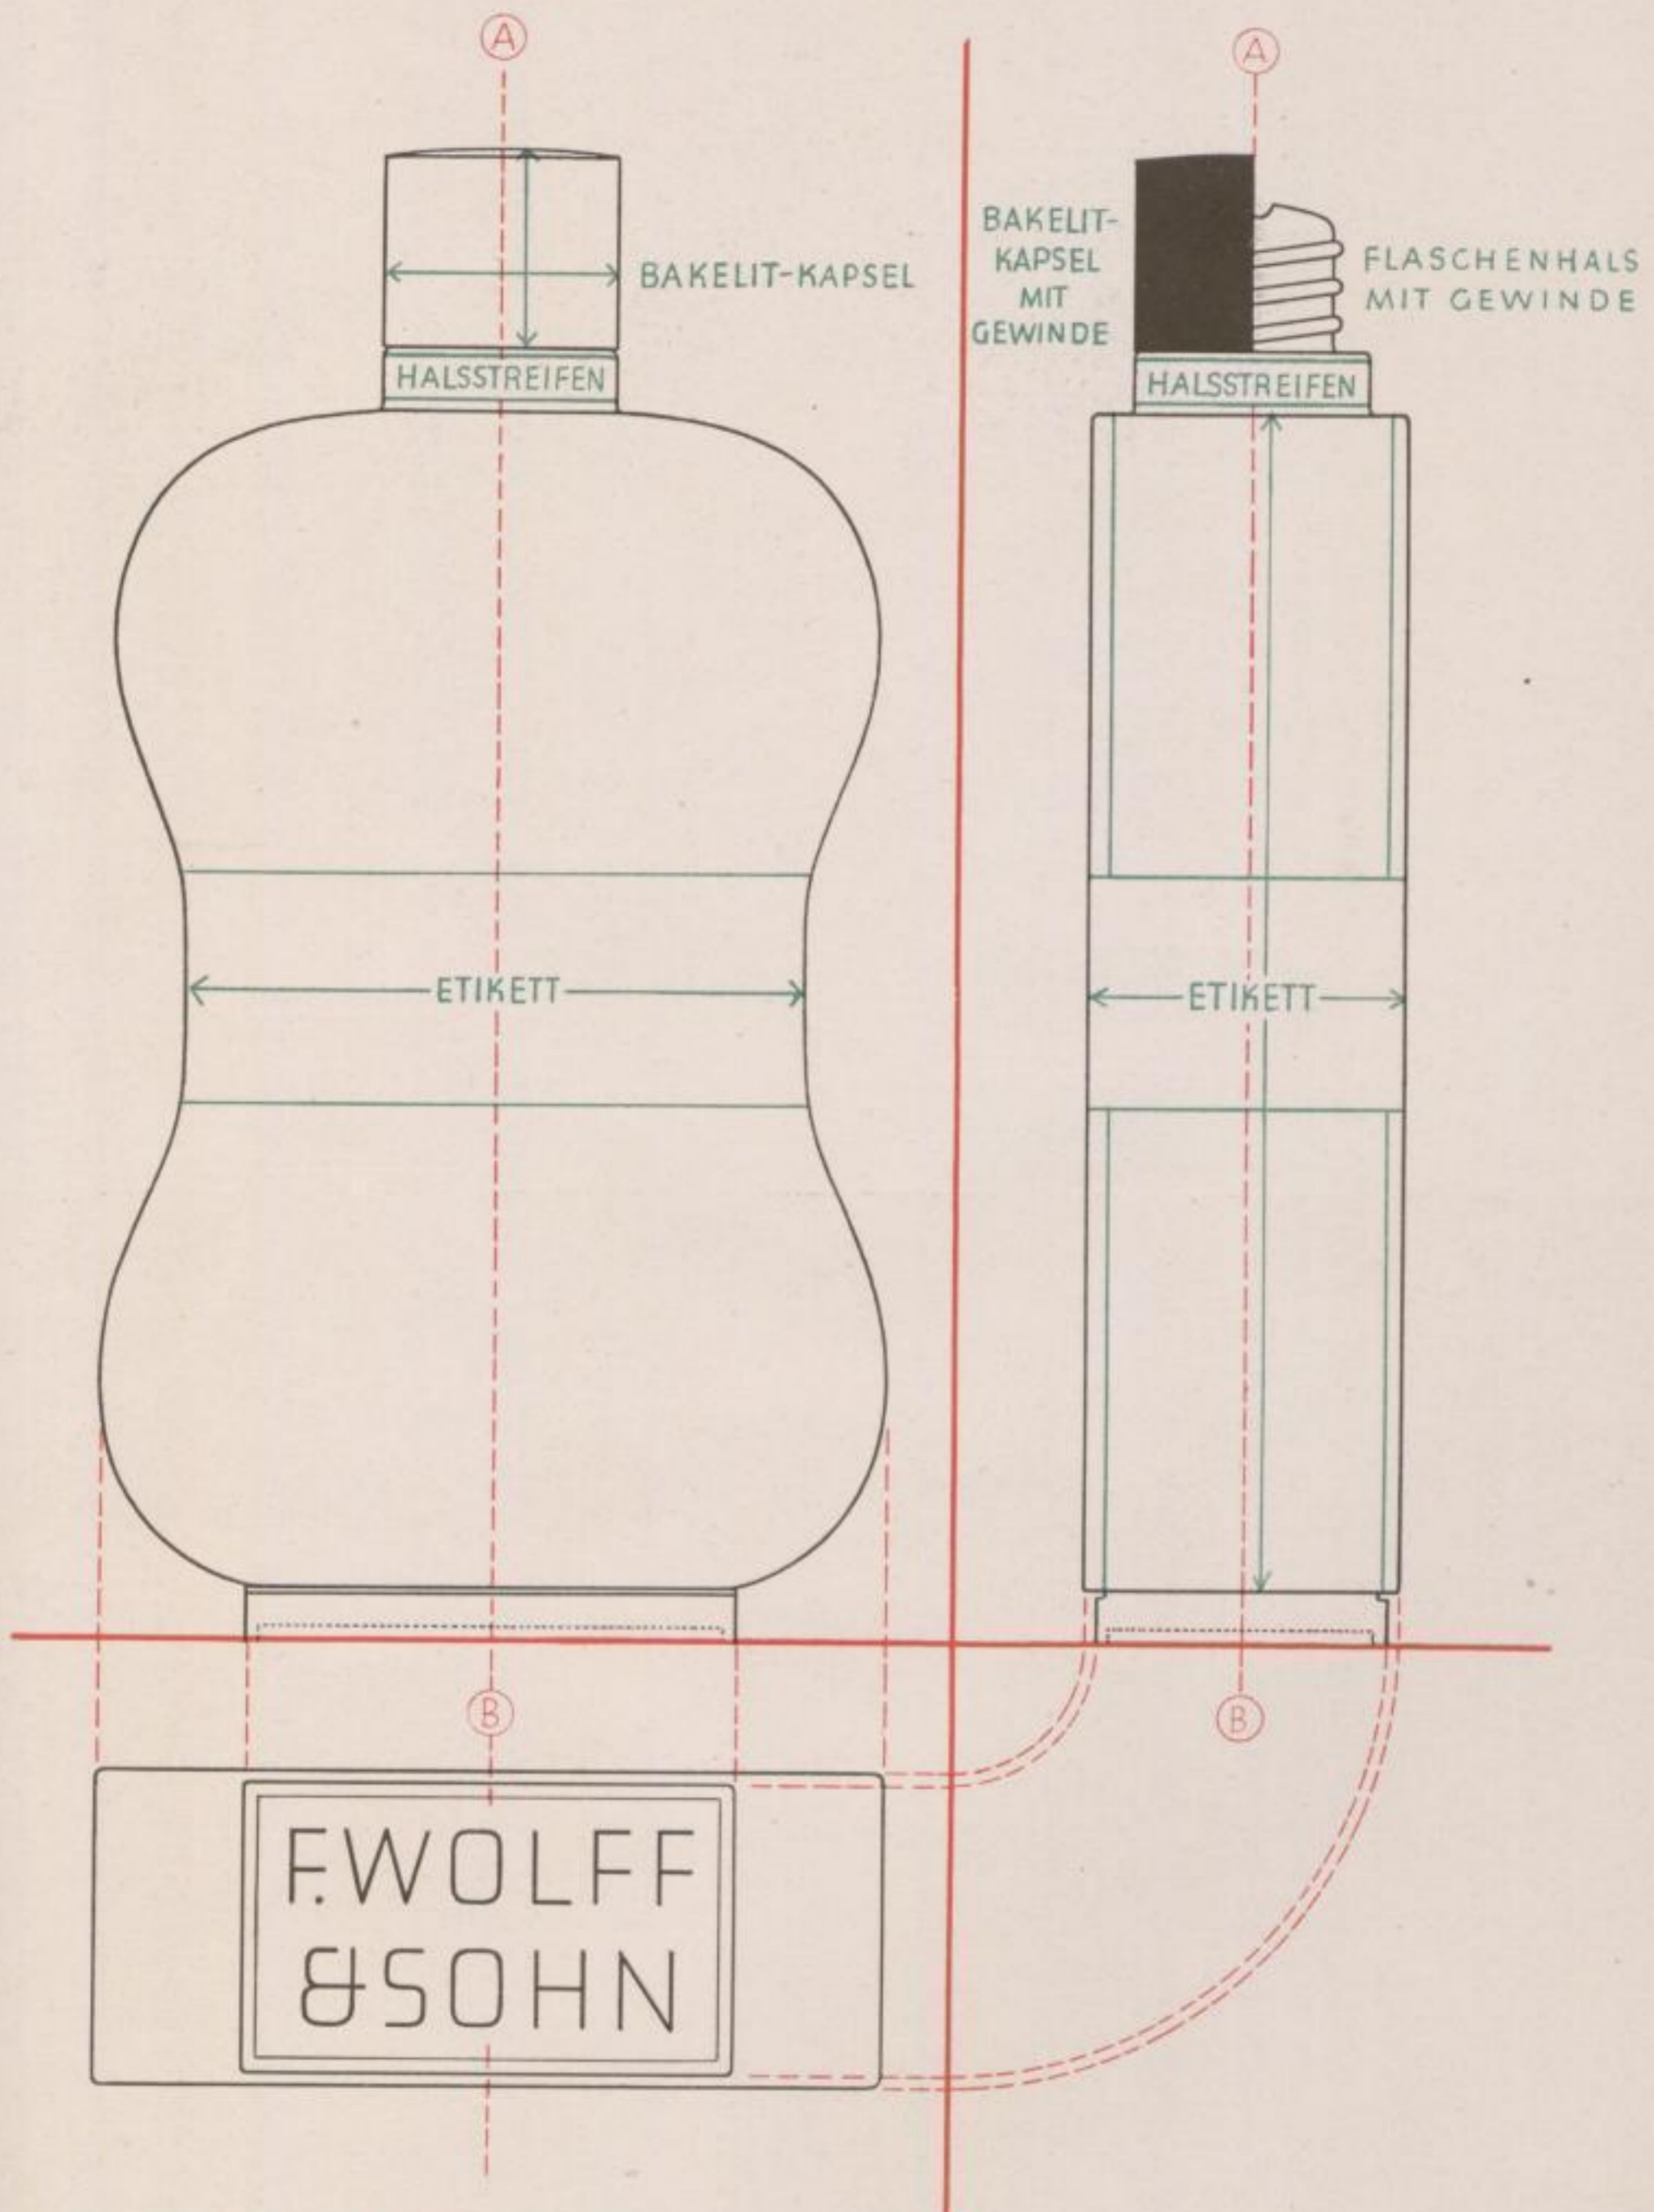 A
A
BAKELIT-KAPSEL
HALSSTREIFEN
BAKELIT-
KAPSEL
MIT
GEWINDE
FLASCHENHALS
MIT GEWINDE
HALSSTREIFEN
ETIKETT
ETIKETT
B
B
F.WOLFF
&SOHN